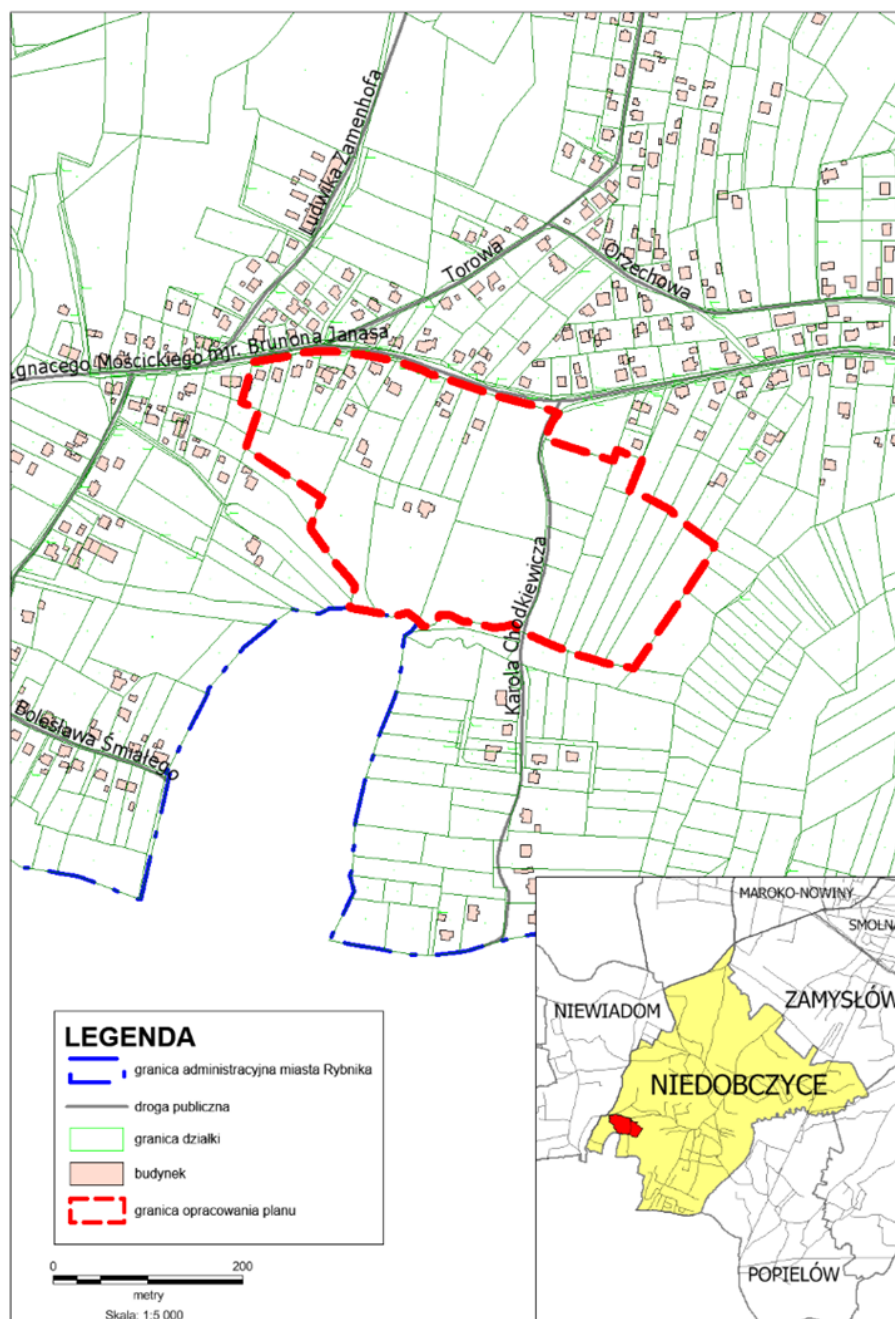 Ludwika Zamenhofa
Torowa
Orzechowa
Ignacego Mościckiego mjr. Brunona Janasa
Karola Chodkiewicza
Bolesława Śmiałego
MAROKO-NOWINY
SMOLNA
NIEWIADOM
ZAMYSŁÓW
NIEDOBCZYCE
POPIELÓW
LEGENDA
granica administracyjna miasta Rybnika
droga publiczna
granica działki
budynek
granica opracowania planu
0 200
metry
Skala: 1:5 000